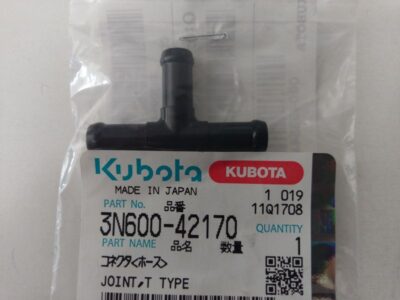 Kubota KUBOTA
MADE IN JAPAN 1 019
PART No. 品番 11Q1708
3N600-42170 QUANTITY
PART NAME 品名 数量 1
コネクタ<ホース>
JOINT,T TYPE